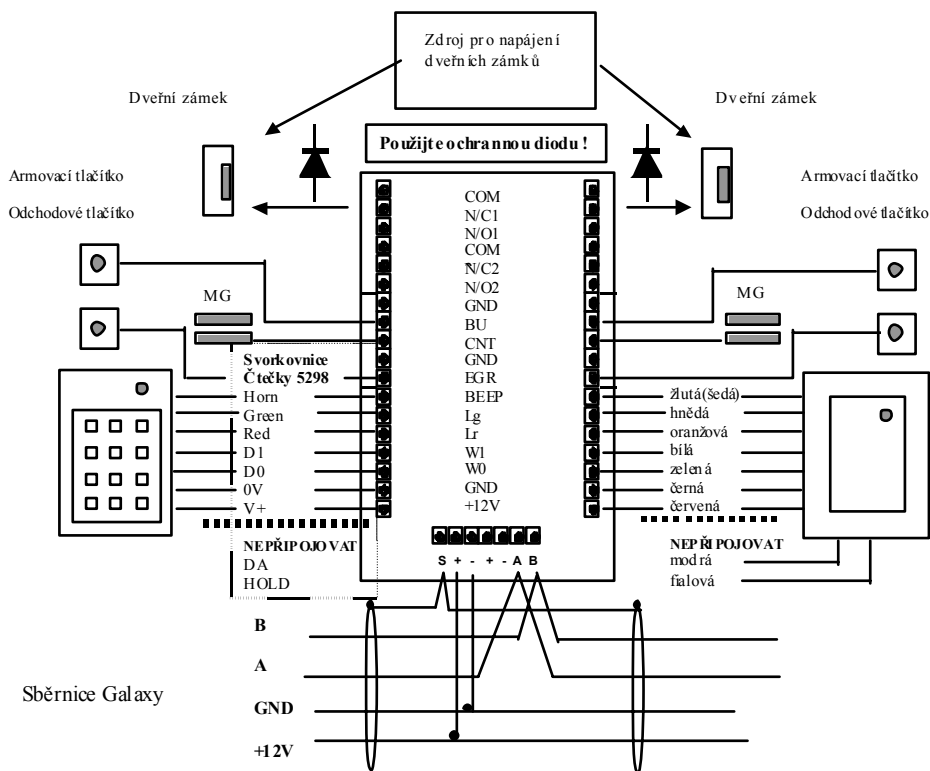 Zdroj pro napájení
dveřních zámků
Dveřní zámek
Dveřní zámek
Použijte ochrannou diodu !
Armovací tlačítko
Odchodové tlačítko
Armovací tlačítko
Odchodové tlačítko
COM
N/C1
N/O1
COM
N/C2
N/O2
GND
BU
CNT
GND
EGR
BEEP
Lg
Lr
W1
W0
GND
+12V
MG
MG
Svorkovnice
Čtečky 5298
Horn
Green
Red
D1
D0
0V
V+
NEPŘIPOJOVAT
DA
HOLD
žlutá(šedá)
hnědá
oranžová
bílá
zelená
černá
červená
NEPŘIPOJOVAT
modrá
fialová
S + - + - A B
B
A
Sběrnice Galaxy
GND
+12V